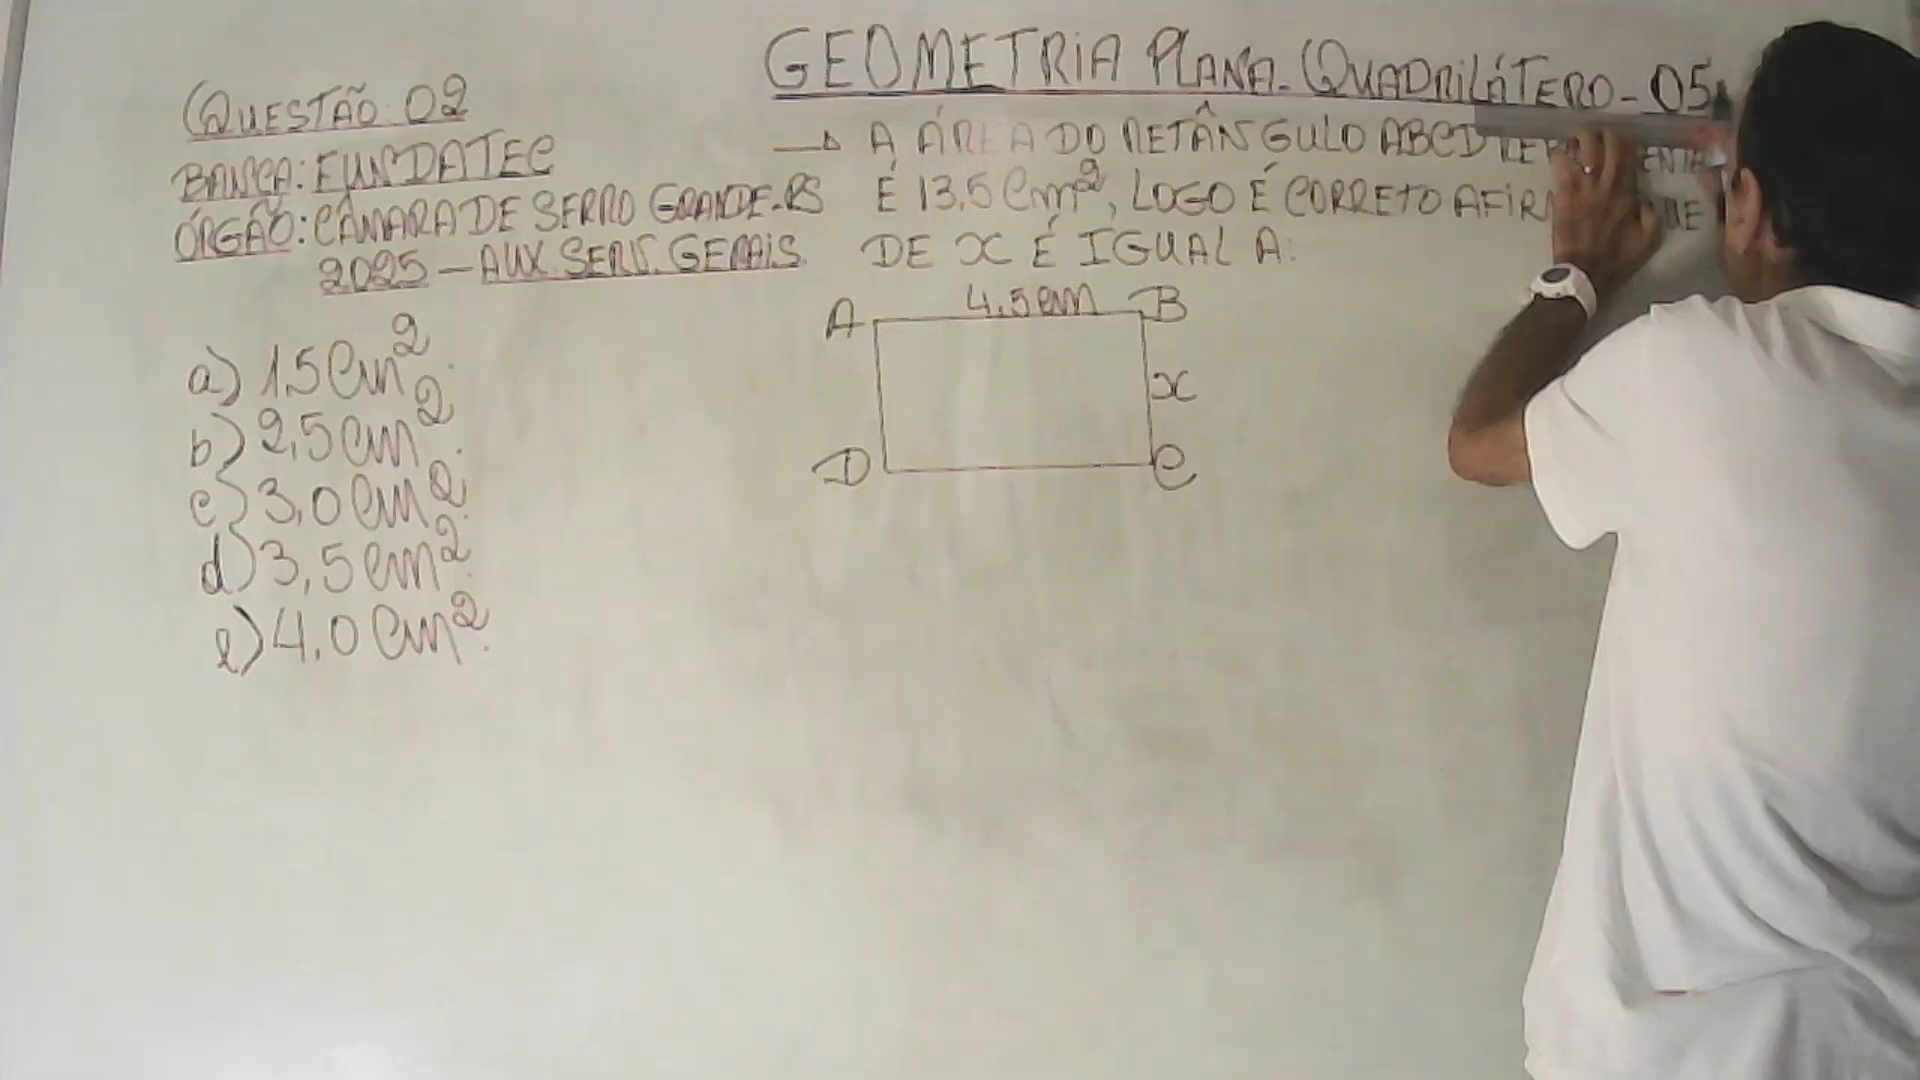 GEOMETRIA PLANA - QUADRILÁTERO - 05
QUESTÃO: 02
BANCA: FUNDATEC
ÓRGÃO: CÂMARA DE SERRO GRANDE-RS
2025 - AUX. SERV. GERAIS
→ A ÁREA DO RETÂNGULO ABCD
É 13,5 cm², LOGO É CORRETO
DE x É IGUAL A:
A 4,5 cm B
x
D C
a) 1,5 cm²
b) 2,5 cm²
c) 3,0 cm²
d) 3,5 cm²
e) 4,0 cm²